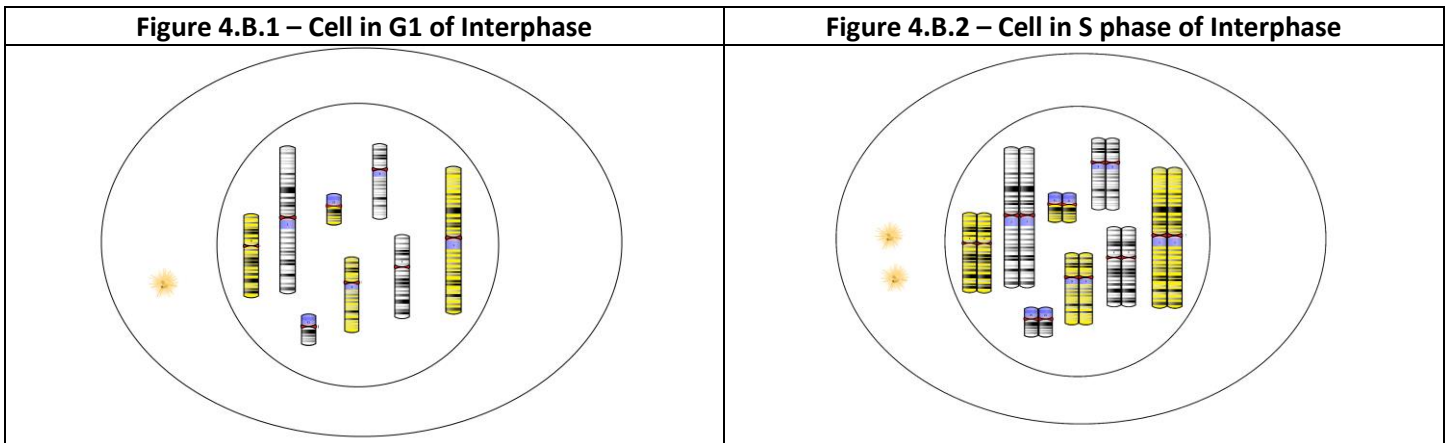 Figure 4.B.1 – Cell in G1 of Interphase
Figure 4.B.2 – Cell in S phase of Interphase